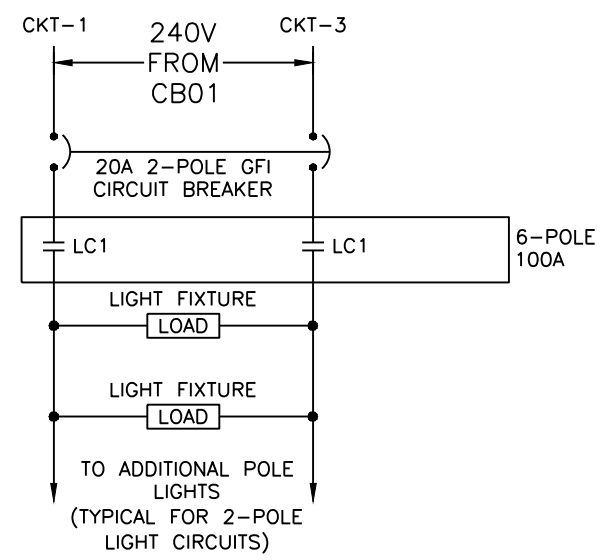 CKT-1
CKT-3
240V
FROM
CB01
20A 2-POLE GFI
CIRCUIT BREAKER
LC1
LC1
6-POLE
100A
LIGHT FIXTURE
LOAD
LIGHT FIXTURE
LOAD
TO ADDITIONAL POLE
LIGHTS
(TYPICAL FOR 2-POLE
LIGHT CIRCUITS)